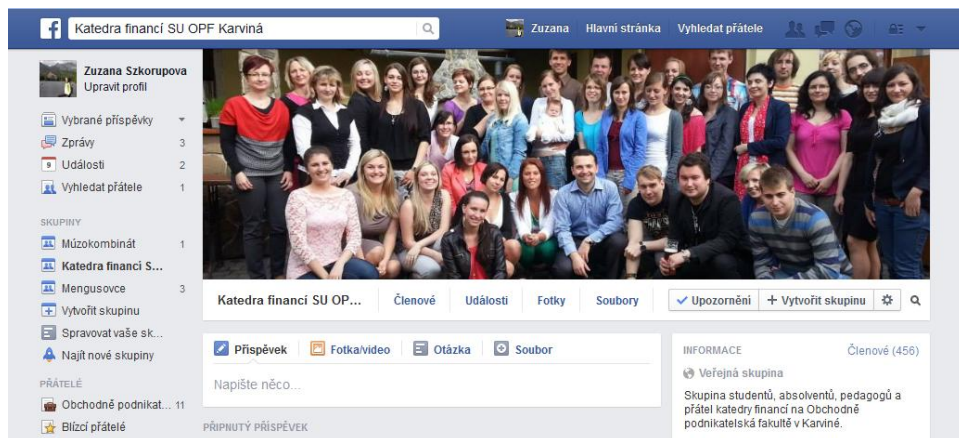 Katedra financí SU OPF Karviná
Zuzana
Hlavní stránka
Vyhledat přátele
Zuzana Szkorupova
Upravit profil
Vybrané příspěvky
Zprávy 3
9 Události 2
Vyhledat přátele 1
SKUPINY
Múzokombinát 1
Katedra financi S...
Mengusovce 3
Vytvořit skupinu
Spravovat vaše sk...
Najít nové skupiny
PŘÁTELÉ
Obchodně podnikat... 11
Blízcí přátelé
Katedra financí SU OP...
Členové
Události
Fotky
Soubory
Upozornění
+ Vytvořit skupinu
Příspěvek
Fotka/video
Otázka
Soubor
Napište něco...
PŘIPNUTÝ PŘÍSPĚVEK
INFORMACE
Členové (456)
Veřejná skupina
Skupina studentů, absolventů, pedagogů a
přátel katedry financí na Obchodně
podnikatelská fakultě v Karviné.